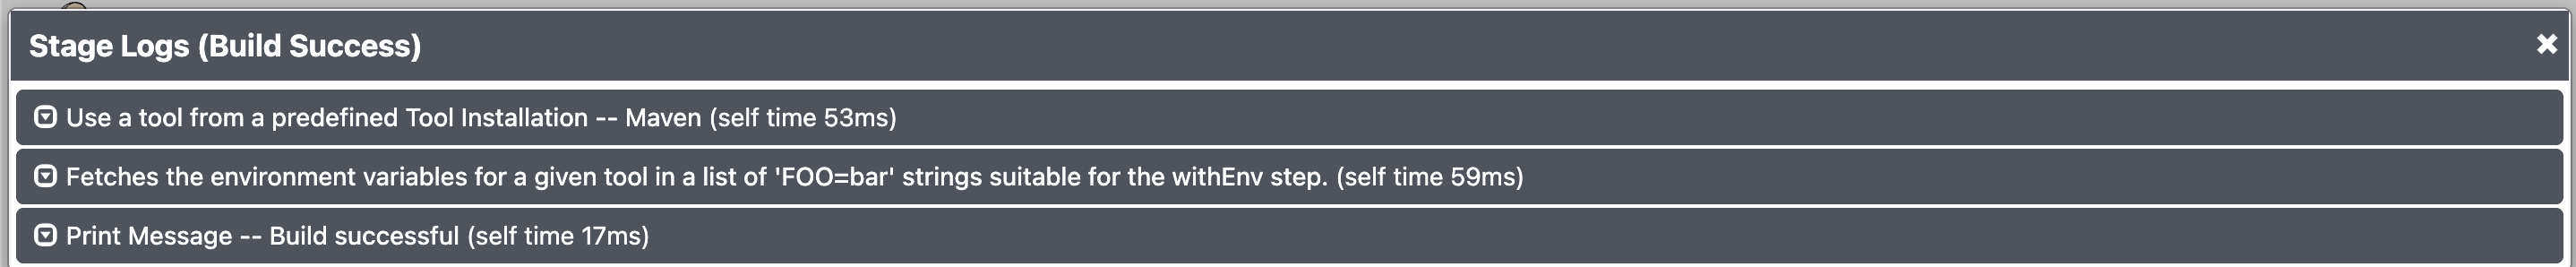 Stage Logs (Build Success)
Use a tool from a predefined Tool Installation -- Maven (self time 53ms)
Fetches the environment variables for a given tool in a list of 'FOO=bar' strings suitable for the withEnv step. (self time 59ms)
Print Message -- Build successful (self time 17ms)